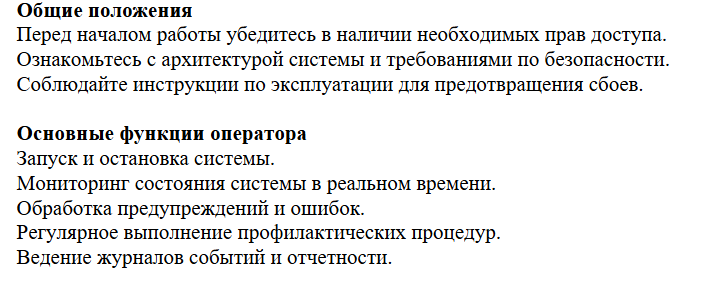 Общие положения
Перед началом работы убедитесь в наличии необходимых прав доступа.
Ознакомьтесь с архитектурой системы и требованиями по безопасности.
Соблюдайте инструкции по эксплуатации для предотвращения сбоев.
Основные функции оператора
Запуск и остановка системы.
Мониторинг состояния системы в реальном времени.
Обработка предупреждений и ошибок.
Регулярное выполнение профилактических процедур.
Ведение журналов событий и отчетности.